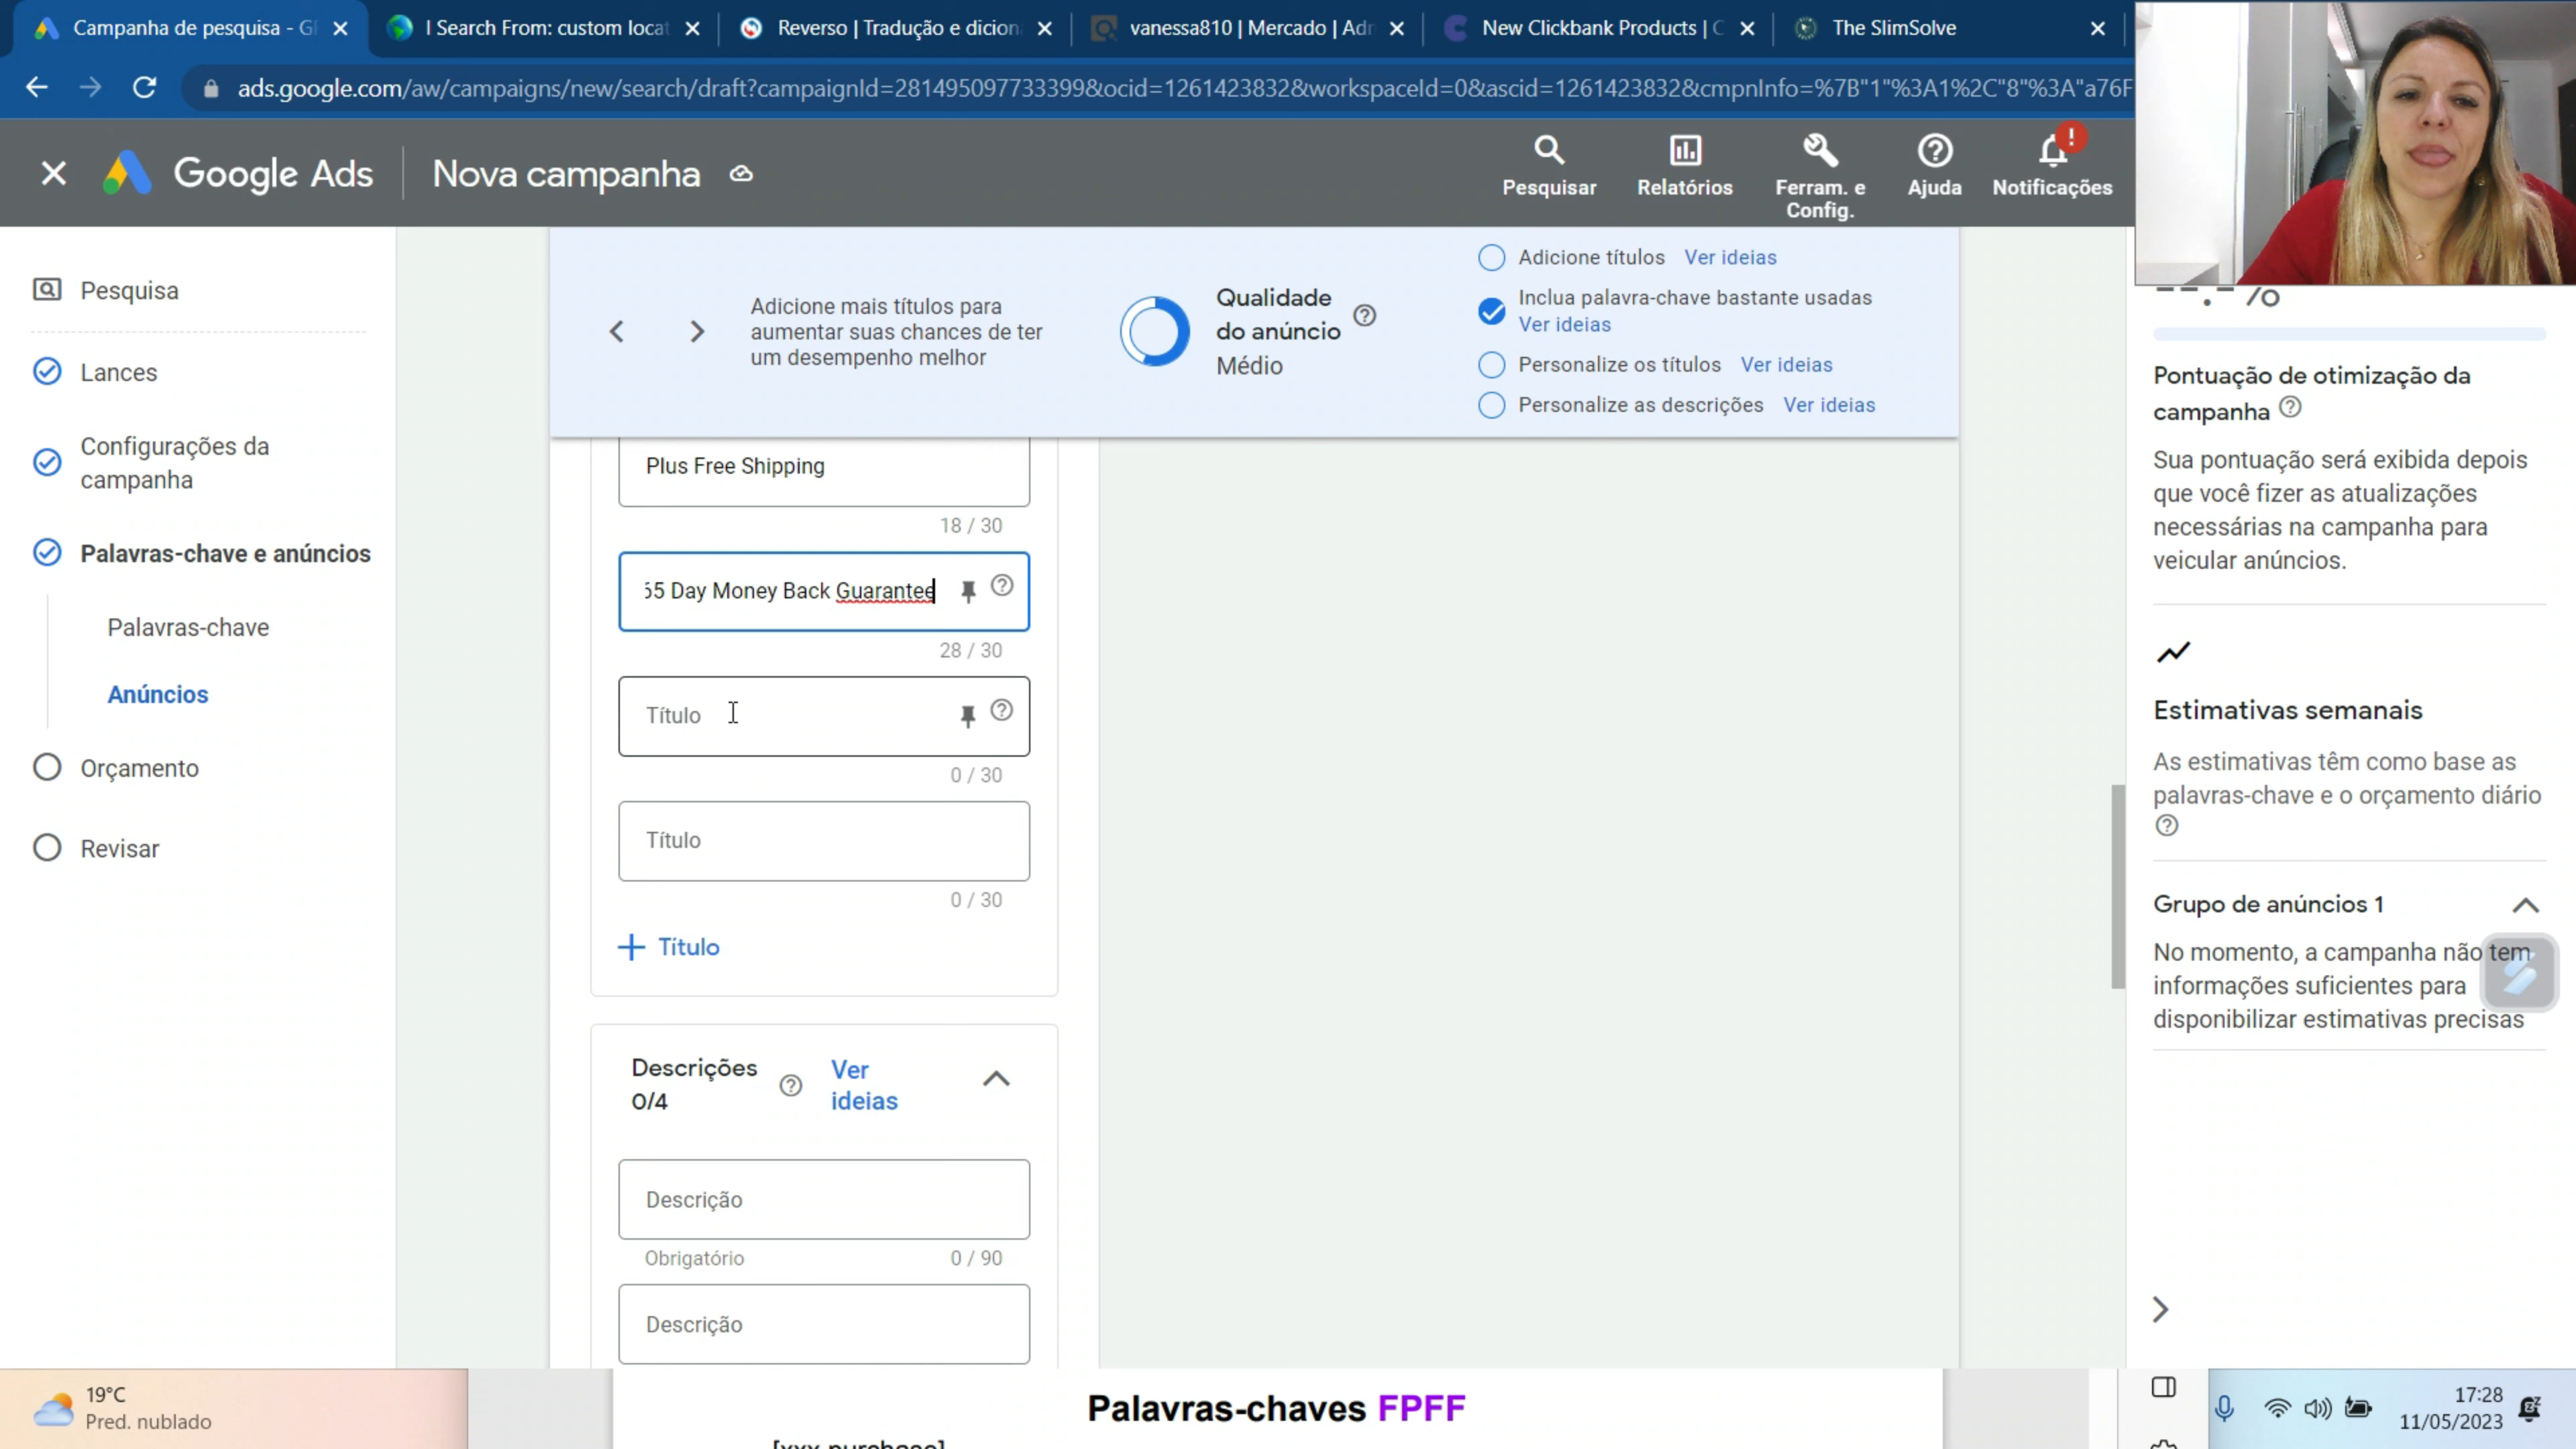 Campanha de pesquisa - G
I Search From: custom locat
Reverso | Tradução e dicion
vanessa810 | Mercado | Adr
New Clickbank Products | C
The SlimSolve
ads.google.com/aw/campaigns/new/search/draft?campaignId=281495097733399&ocid=1261423832&workspaceId=0&ascid=1261423832&cmpnInfo=%7B"1"%3A1%2C"8"%3A"a76F
Google Ads
Nova campanha
Pesquisar
Relatórios
Ferram. e
Config.
Ajuda
Notificações
Pesquisa
Lances
Configurações da
campanha
Palavras-chave e anúncios
Palavras-chave
Anúncios
Orçamento
Revisar
Adicione mais títulos para
aumentar suas chances de ter
um desempenho melhor
Qualidade
do anúncio
Médio
Adicione títulos Ver ideias
Inclua palavra-chave bastante usadas
Ver ideias
Personalize os títulos Ver ideias
Personalize as descrições Ver ideias
Plus Free Shipping
18 / 30
65 Day Money Back Guarantee
28 / 30
Título
0 / 30
Título
0 / 30
+ Título
Descrições
0/4
Ver
ideias
Descrição
Obrigatório 0 / 90
Descrição
--.-%
Pontuação de otimização da
campanha
Sua pontuação será exibida depois
que você fizer as atualizações
necessárias na campanha para
veicular anúncios.
Estimativas semanais
As estimativas têm como base as
palavras-chave e o orçamento diário
Grupo de anúncios 1
No momento, a campanha não tem
informações suficientes para
disponibilizar estimativas precisas
19°C
Pred. nublado
Palavras-chaves FPFF
[xxx purchase]
17:28
11/05/2023